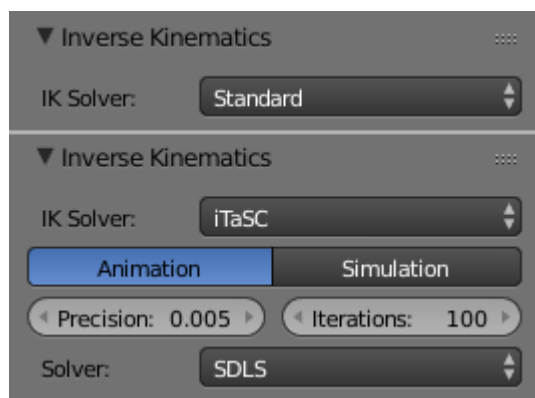 Inverse Kinematics
IK Solver: Standard
Inverse Kinematics
IK Solver: iTaSC
Animation Simulation
Precision: 0.005 Iterations: 100
Solver: SDLS